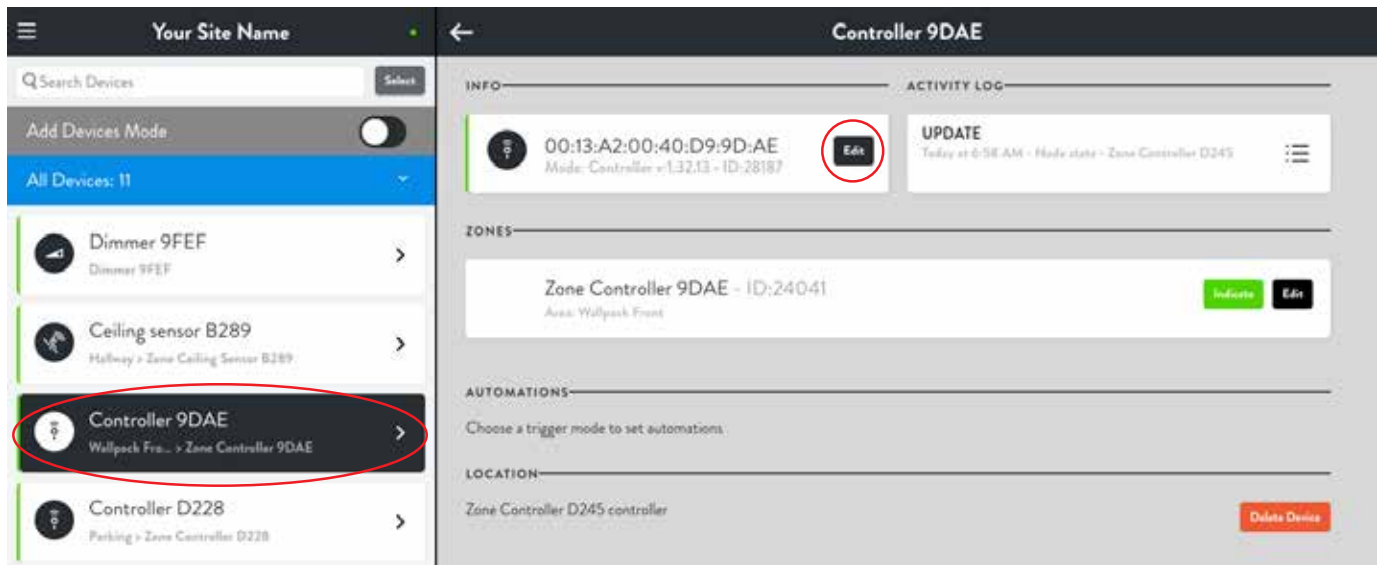 Your Site Name
Search Devices
Select
Add Devices Mode
All Devices: 11
Dimmer 9FEF
Dimmer 9FEF
Ceiling sensor B289
Hallway > Zone Ceiling Sensor B289
Controller 9DAE
Wallpack Fro... > Zone Controller 9DAE
Controller D228
Parking > Zone Controller D228
Controller 9DAE
INFO
00:13:A2:00:40:D9:9D:AE
Mode: Controller v-1.32.13 - ID-28187
Edit
ACTIVITY LOG
UPDATE
Today at 6:58 AM - Node state - Zone Controller D245
ZONES
Zone Controller 9DAE - ID:24041
Area: Wallpack Front
Indicate
Edit
AUTOMATIONS
Choose a trigger mode to set automations
LOCATION
Zone Controller D245 controller
Delete Device